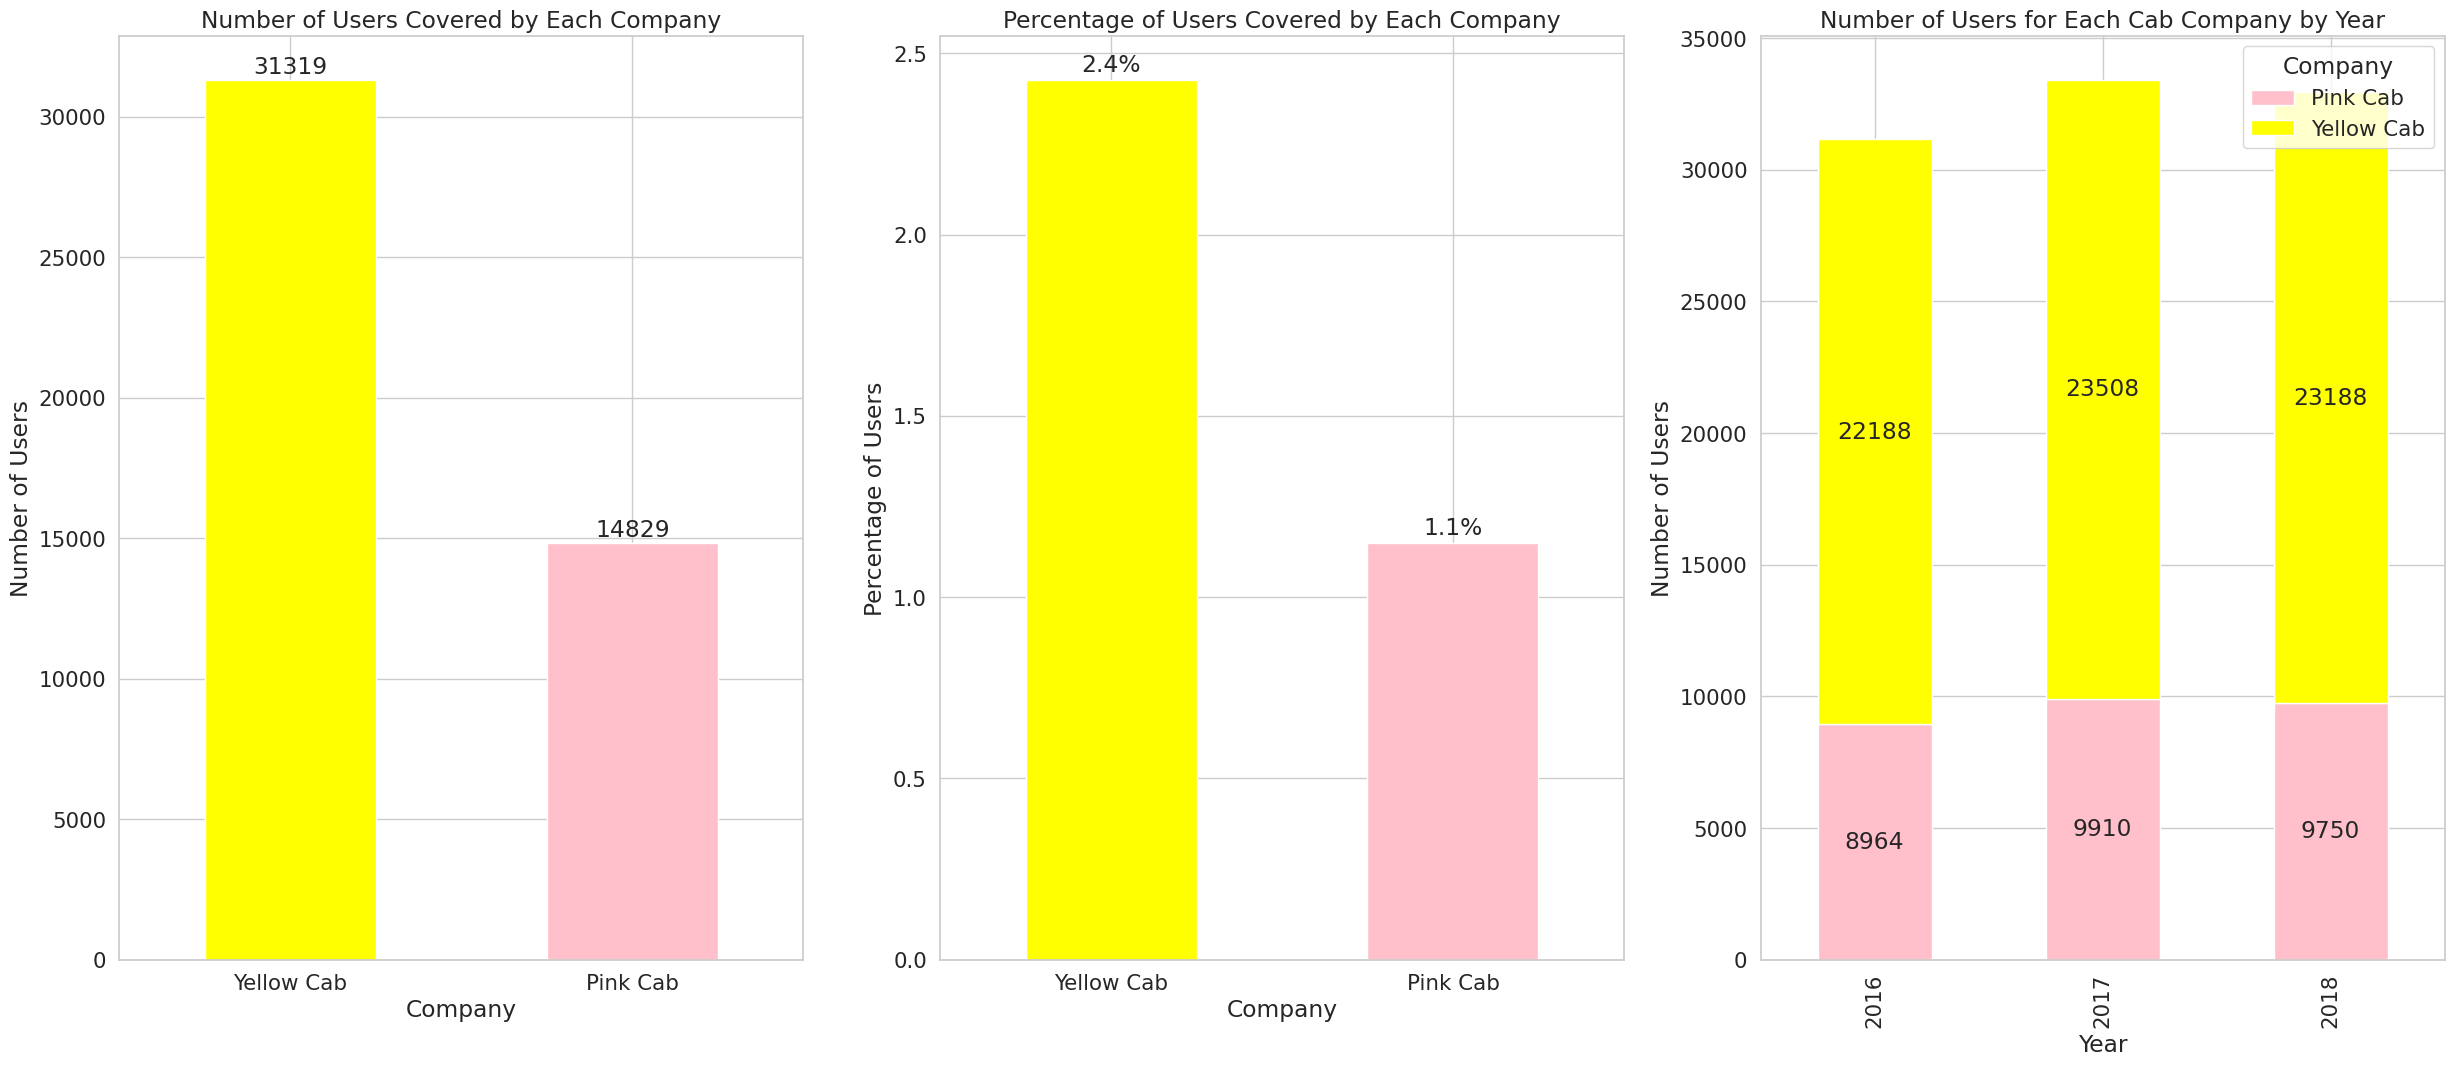 Number of Users Covered by Each Company
Number of Users
30000
25000
20000
15000
10000
5000
0
31319
14829
Yellow Cab
Pink Cab
Company
Percentage of Users Covered by Each Company
Percentage of Users
2.5
2.0
1.5
1.0
0.5
0.0
2.4%
1.1%
Yellow Cab
Pink Cab
Company
Number of Users for Each Cab Company by Year
Number of Users
35000
30000
25000
20000
15000
10000
5000
0
Company
Pink Cab
Yellow Cab
22188
23508
23188
8964
9910
9750
2016
2017
2018
Year